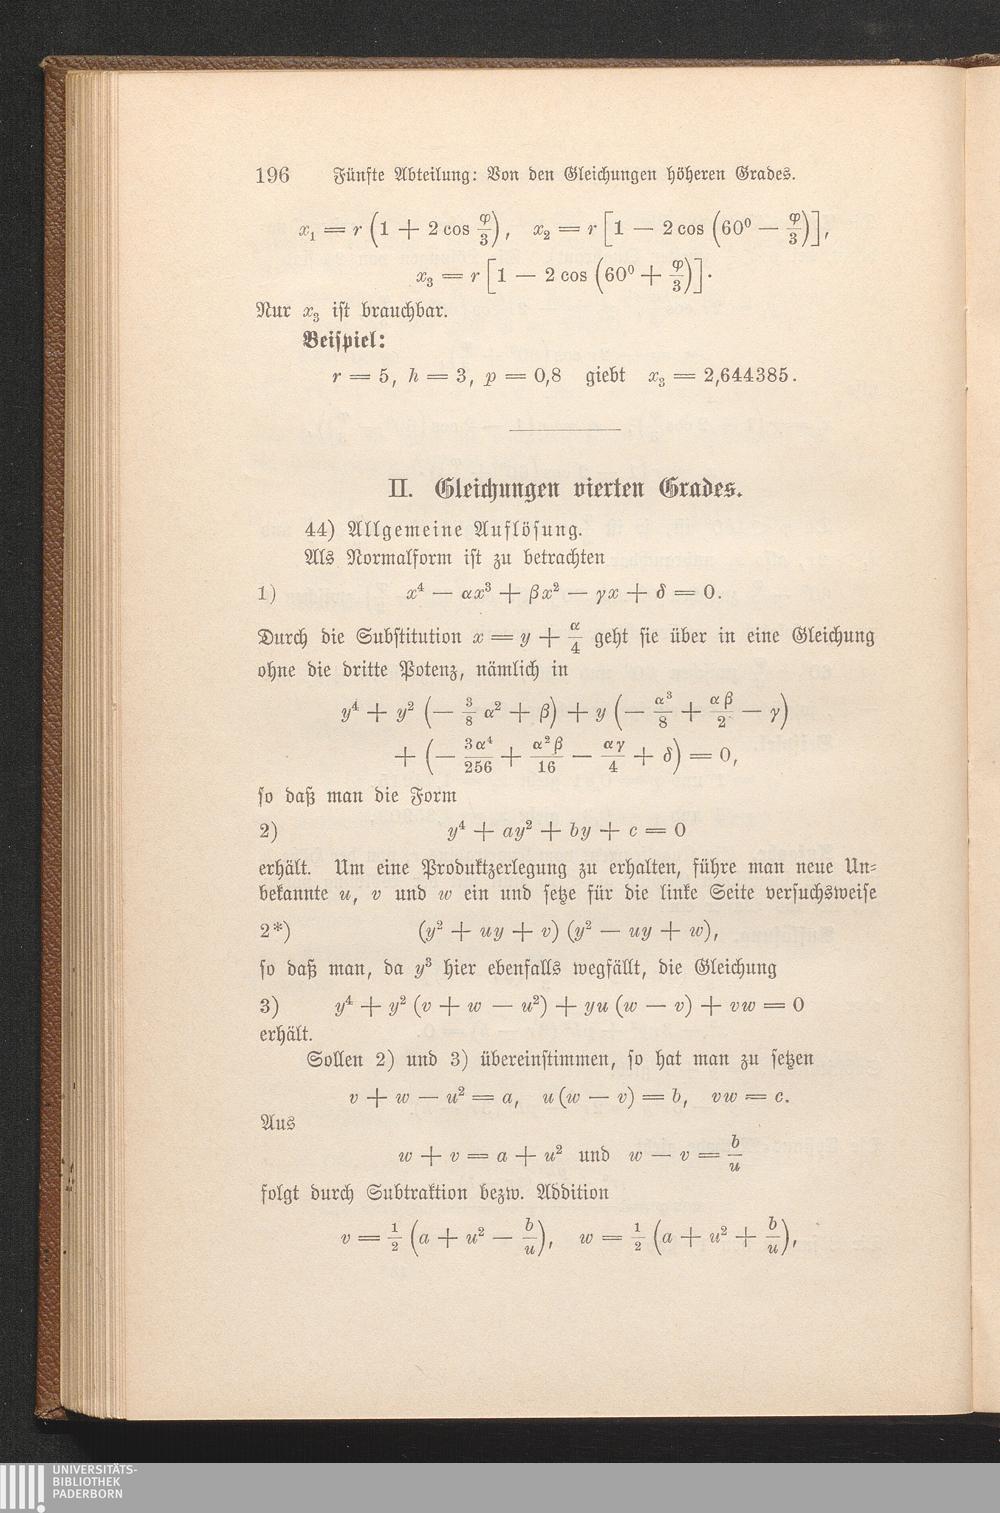 196 Fünfte Abteilung: Von den Gleichungen höheren Grades.
x₁ = r (1 + 2 cos φ/3), x₂ = r [1 — 2 cos (60⁰ — φ/3)],
x₃ = r [1 — 2 cos (60⁰ + φ/3)].
Nur x₃ ist brauchbar.
Beispiel:
r = 5, h = 3, p = 0,8 giebt x₃ = 2,644385.
II. Gleichungen vierten Grades.
44) Allgemeine Auflösung.
Als Normalform ist zu betrachten
1) x⁴ — αx³ + βx² — γx + δ = 0.
Durch die Substitution x = y + α/4 geht sie über in eine Gleichung
ohne die dritte Potenz, nämlich in
y⁴ + y² (— 3/8 α² + β) + y (— α³/8 + αβ/2 — γ)
+ (— 3α⁴/256 + α²β/16 — αγ/4 + δ) = 0,
so daß man die Form
2) y⁴ + ay² + by + c = 0
erhält. Um eine Produktzerlegung zu erhalten, führe man neue Un-
bekannte u, v und w ein und setze für die linke Seite versuchsweise
2*) (y² + uy + v) (y² — uy + w),
so daß man, da y³ hier ebenfalls wegfällt, die Gleichung
3) y⁴ + y² (v + w — u²) + yu (w — v) + vw = 0
erhält.
Sollen 2) und 3) übereinstimmen, so hat man zu setzen
v + w — u² = a, u (w — v) = b, vw = c.
Aus
w + v = a + u² und w — v = b/u
folgt durch Subtraktion bezw. Addition
v = 1/2 (a + u² — b/u), w = 1/2 (a + u² + b/u),
UNIVERSITÄTS-
BIBLIOTHEK
PADERBORN